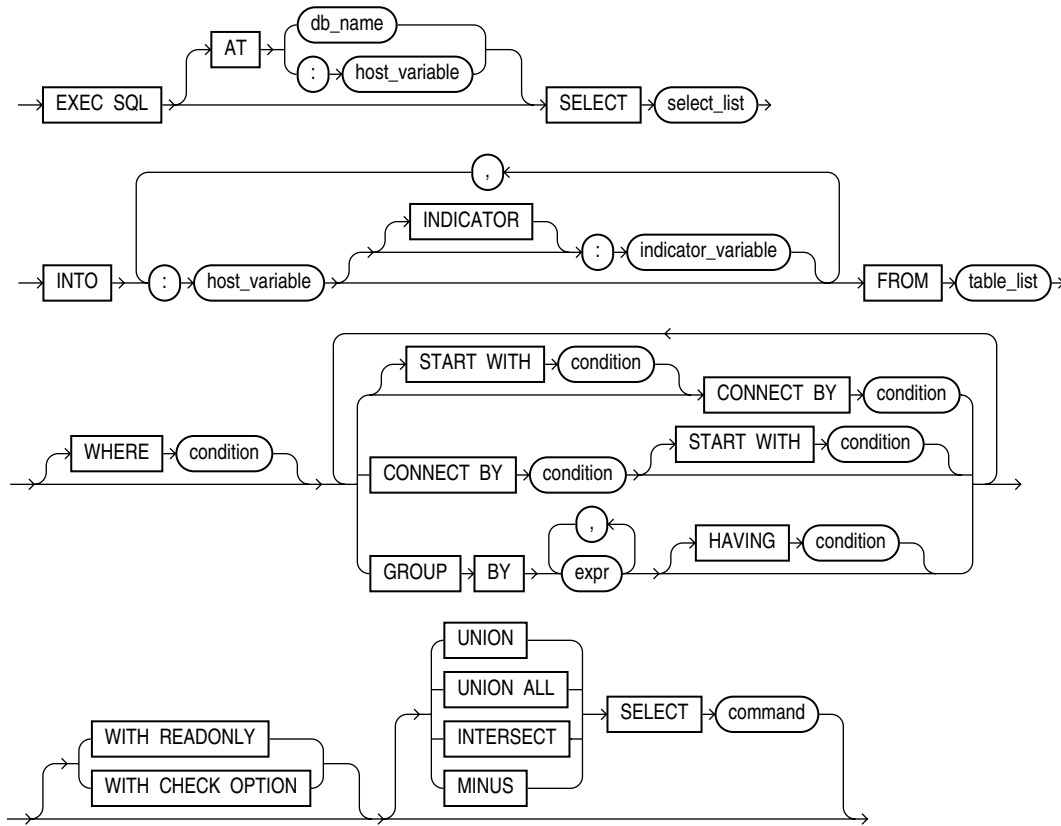 db_name
AT
: host_variable
EXEC SQL SELECT select_list
,
INDICATOR
: indicator_variable
INTO : host_variable FROM table_list
START WITH condition
CONNECT BY condition
WHERE condition
START WITH condition
CONNECT BY condition
,
HAVING condition
GROUP BY expr
UNION
UNION ALL
SELECT command
WITH READONLY
INTERSECT
WITH CHECK OPTION
MINUS